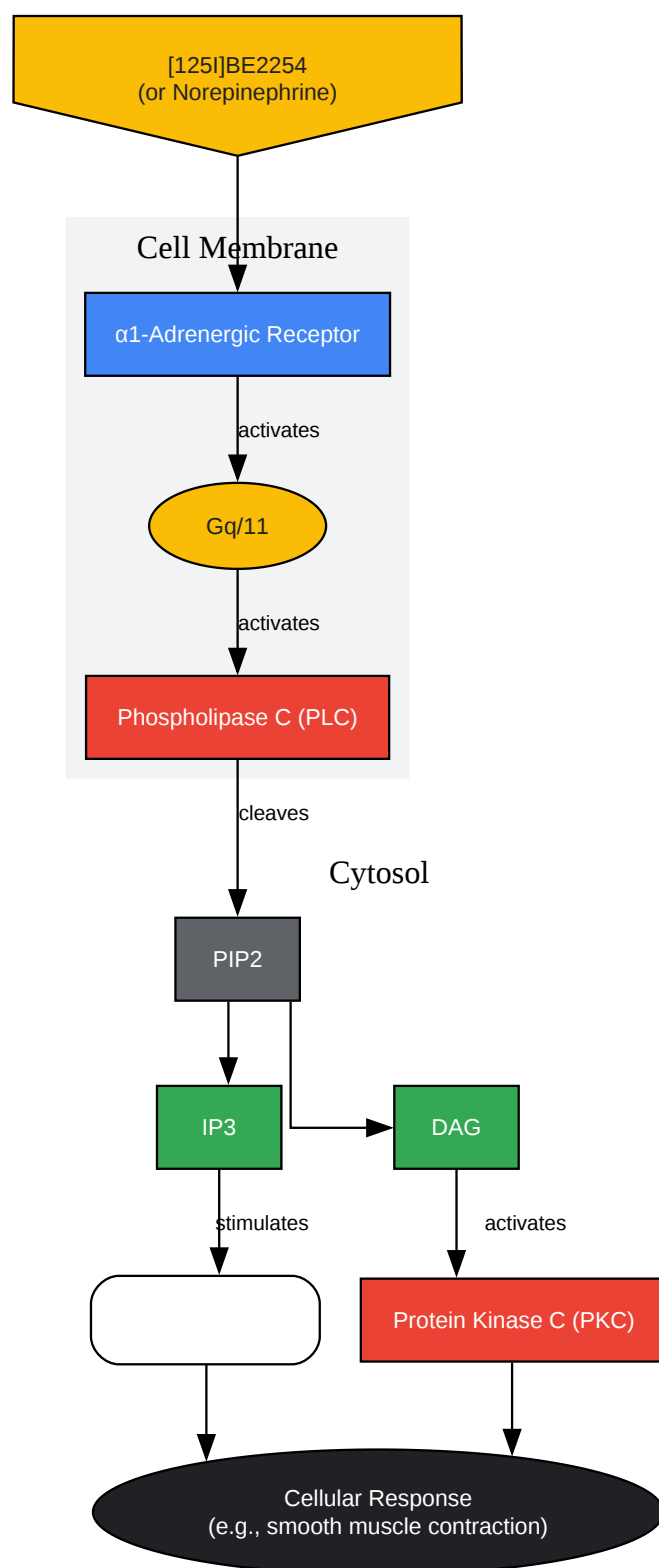 [125I]BE2254
(or Norepinephrine)
Cell Membrane
α1-Adrenergic Receptor
activates
Gq/11
activates
Phospholipase C (PLC)
cleaves
Cytosol
PIP2
IP3
DAG
stimulates
activates
Protein Kinase C (PKC)
Cellular Response
(e.g., smooth muscle contraction)